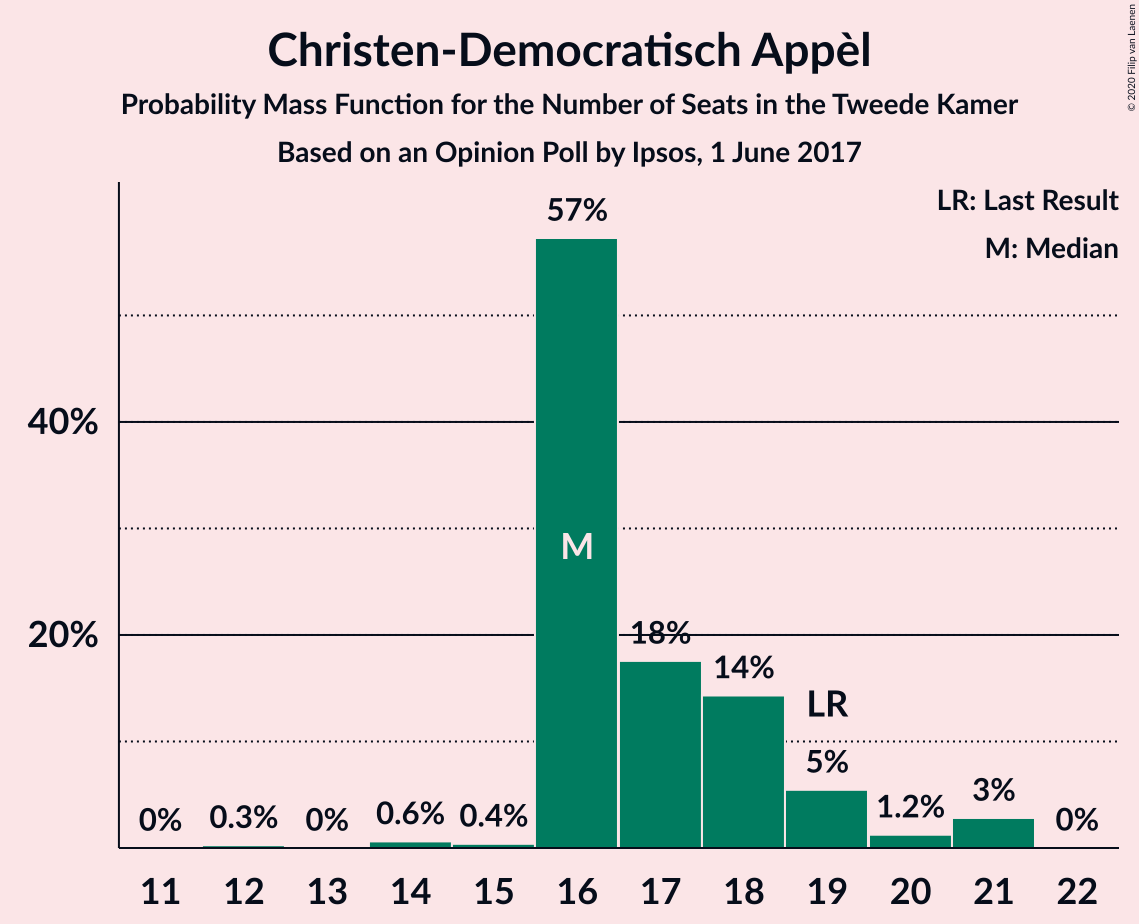 Christen-Democratisch Appèl
Probability Mass Function for the Number of Seats in the Tweede Kamer
Based on an Opinion Poll by Ipsos, 1 June 2017
© 2020 Filip van Laenen
LR: Last Result
M: Median
57%
40%
M
20%
18%
14%
LR
5%
0%
0.3%
0%
0.6%
0.4%
1.2%
3%
0%
11 12 13 14 15 16 17 18 19 20 21 22